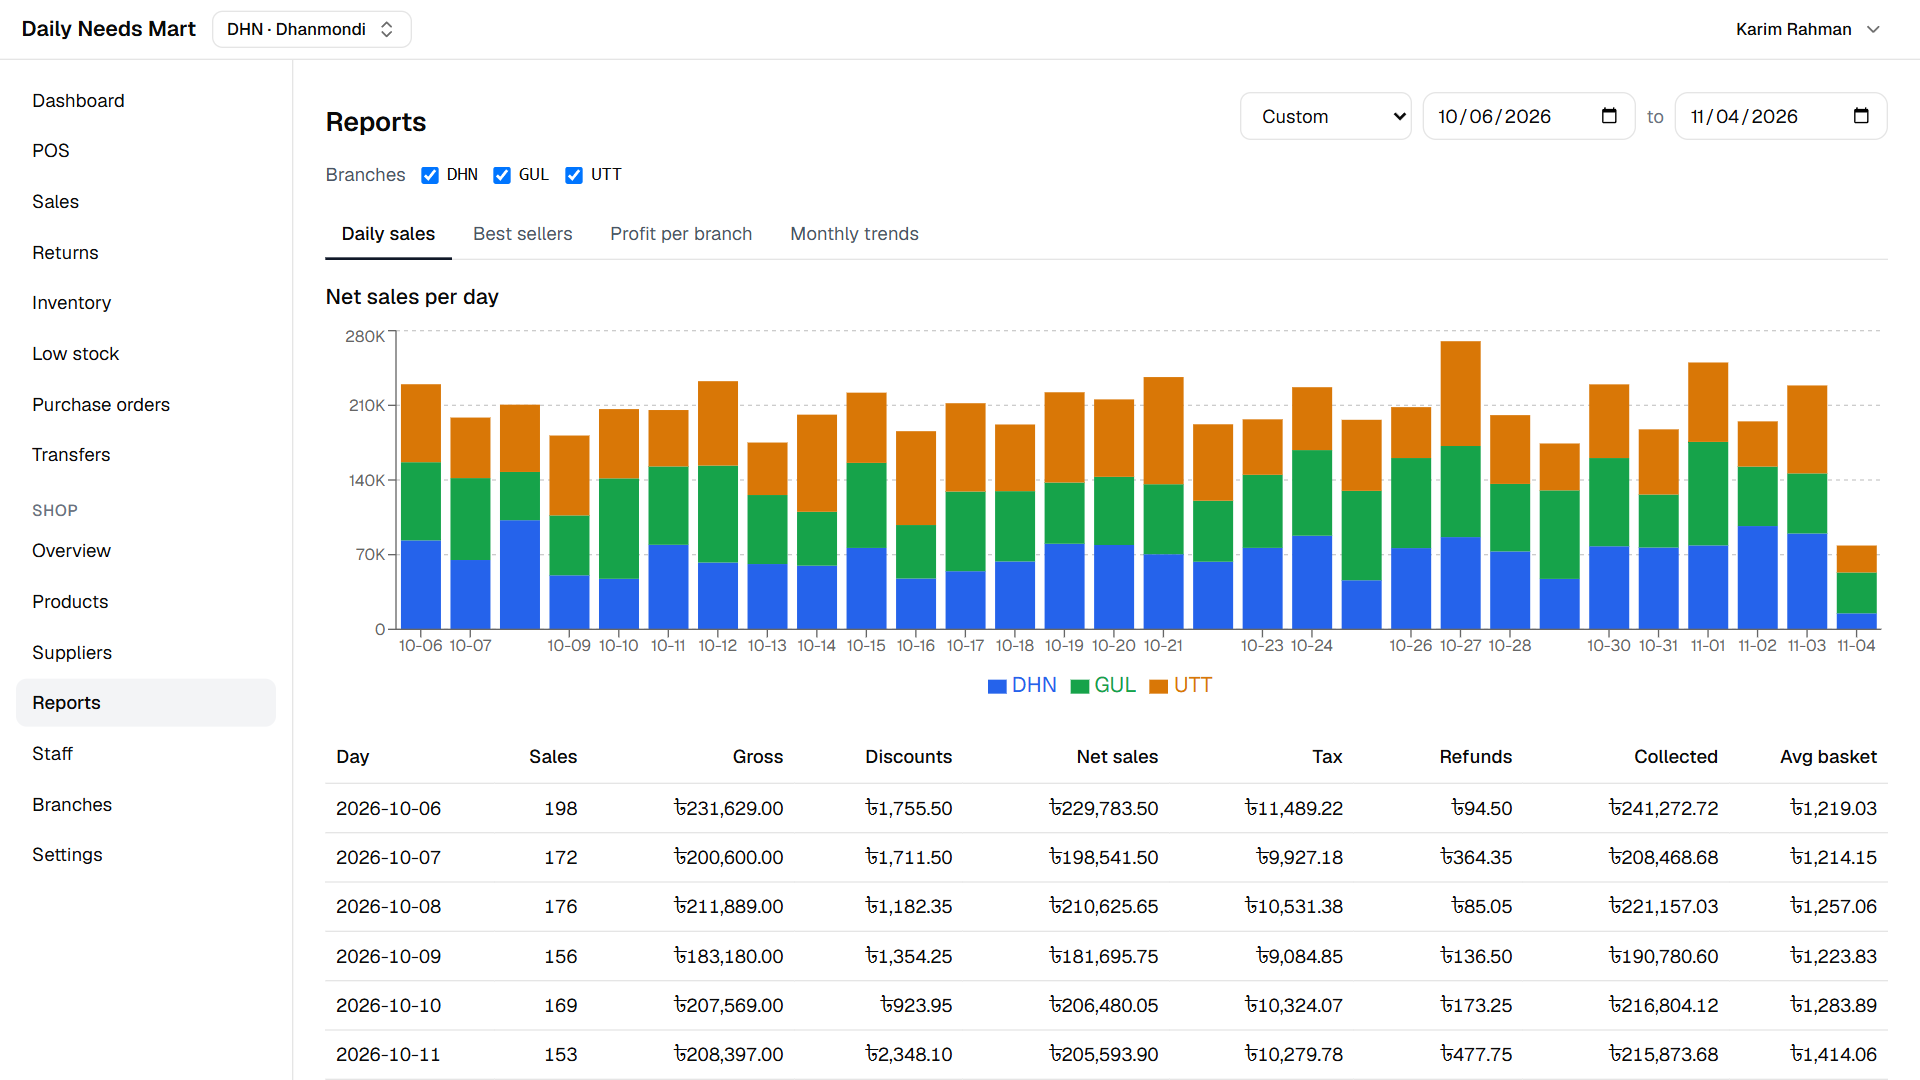 Daily Needs Mart
DHN · Dhanmondi
Karim Rahman
Dashboard
POS
Sales
Returns
Inventory
Low stock
Purchase orders
Transfers
SHOP
Overview
Products
Suppliers
Reports
Staff
Branches
Settings
Reports
Custom
10/06/2026
to
11/04/2026
Branches DHN GUL UTT
Daily sales Best sellers Profit per branch Monthly trends
Net sales per day
280K
210K
140K
70K
0
10-06 10-07 10-09 10-10 10-11 10-12 10-13 10-14 10-15 10-16 10-17 10-18 10-19 10-20 10-21 10-23 10-24 10-26 10-27 10-28 10-30 10-31 11-01 11-02 11-03 11-04
DHN GUL UTT
Day Sales Gross Discounts Net sales Tax Refunds Collected Avg basket
2026-10-06 198 ৳231,629.00 ৳1,755.50 ৳229,783.50 ৳11,489.22 ৳94.50 ৳241,272.72 ৳1,219.03
2026-10-07 172 ৳200,600.00 ৳1,711.50 ৳198,541.50 ৳9,927.18 ৳364.35 ৳208,468.68 ৳1,214.15
2026-10-08 176 ৳211,889.00 ৳1,182.35 ৳210,625.65 ৳10,531.38 ৳85.05 ৳221,157.03 ৳1,257.06
2026-10-09 156 ৳183,180.00 ৳1,354.25 ৳181,695.75 ৳9,084.85 ৳136.50 ৳190,780.60 ৳1,223.83
2026-10-10 169 ৳207,569.00 ৳923.95 ৳206,480.05 ৳10,324.07 ৳173.25 ৳216,804.12 ৳1,283.89
2026-10-11 153 ৳208,397.00 ৳2,348.10 ৳205,593.90 ৳10,279.78 ৳477.75 ৳215,873.68 ৳1,414.06